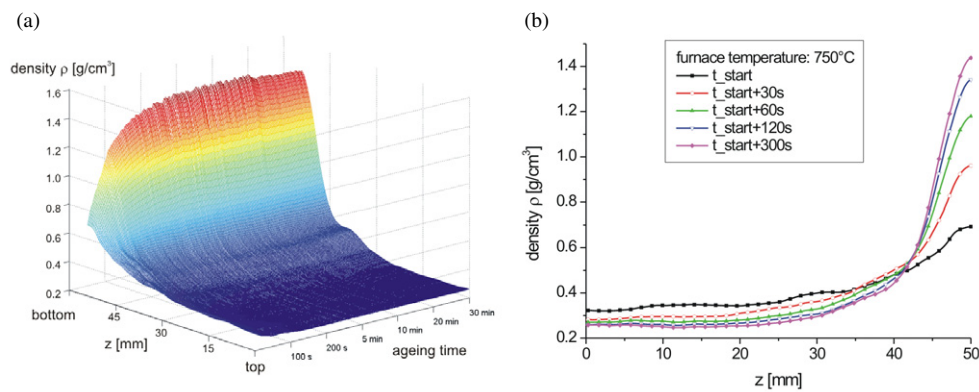 (a)
density ρ [g/cm³]
1.6
1.4
1.2
1.0
0.8
0.6
0.4
0.2
bottom
45
z [mm]
30
15
top
100 s
200 s
5 min
10 min
20 min
30 min
ageing time
(b)
furnace temperature: 750°C
t_start
t_start+30s
t_start+60s
t_start+120s
t_start+300s
density ρ [g/cm³]
1.4
1.2
1.0
0.8
0.6
0.4
0.2
0
10
20
30
40
50
z [mm]